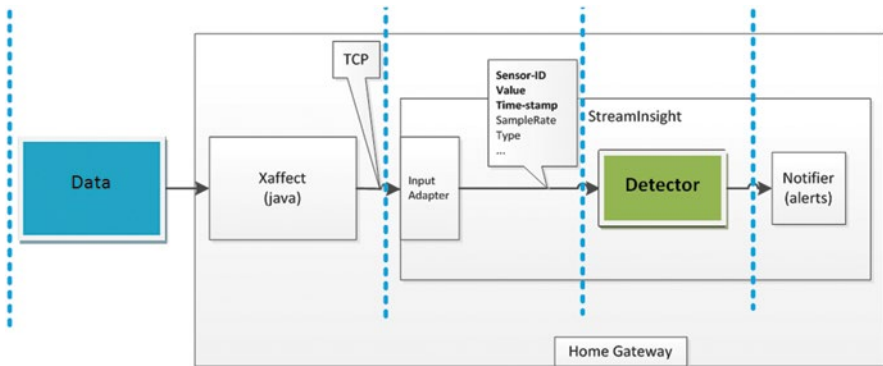 TCP
Sensor-ID
Value
Time-stamp
SampleRate
Type
...
StreamInsight
Data
Xaffect
(java)
Input
Adapter
Detector
Notifier
(alerts)
Home Gateway